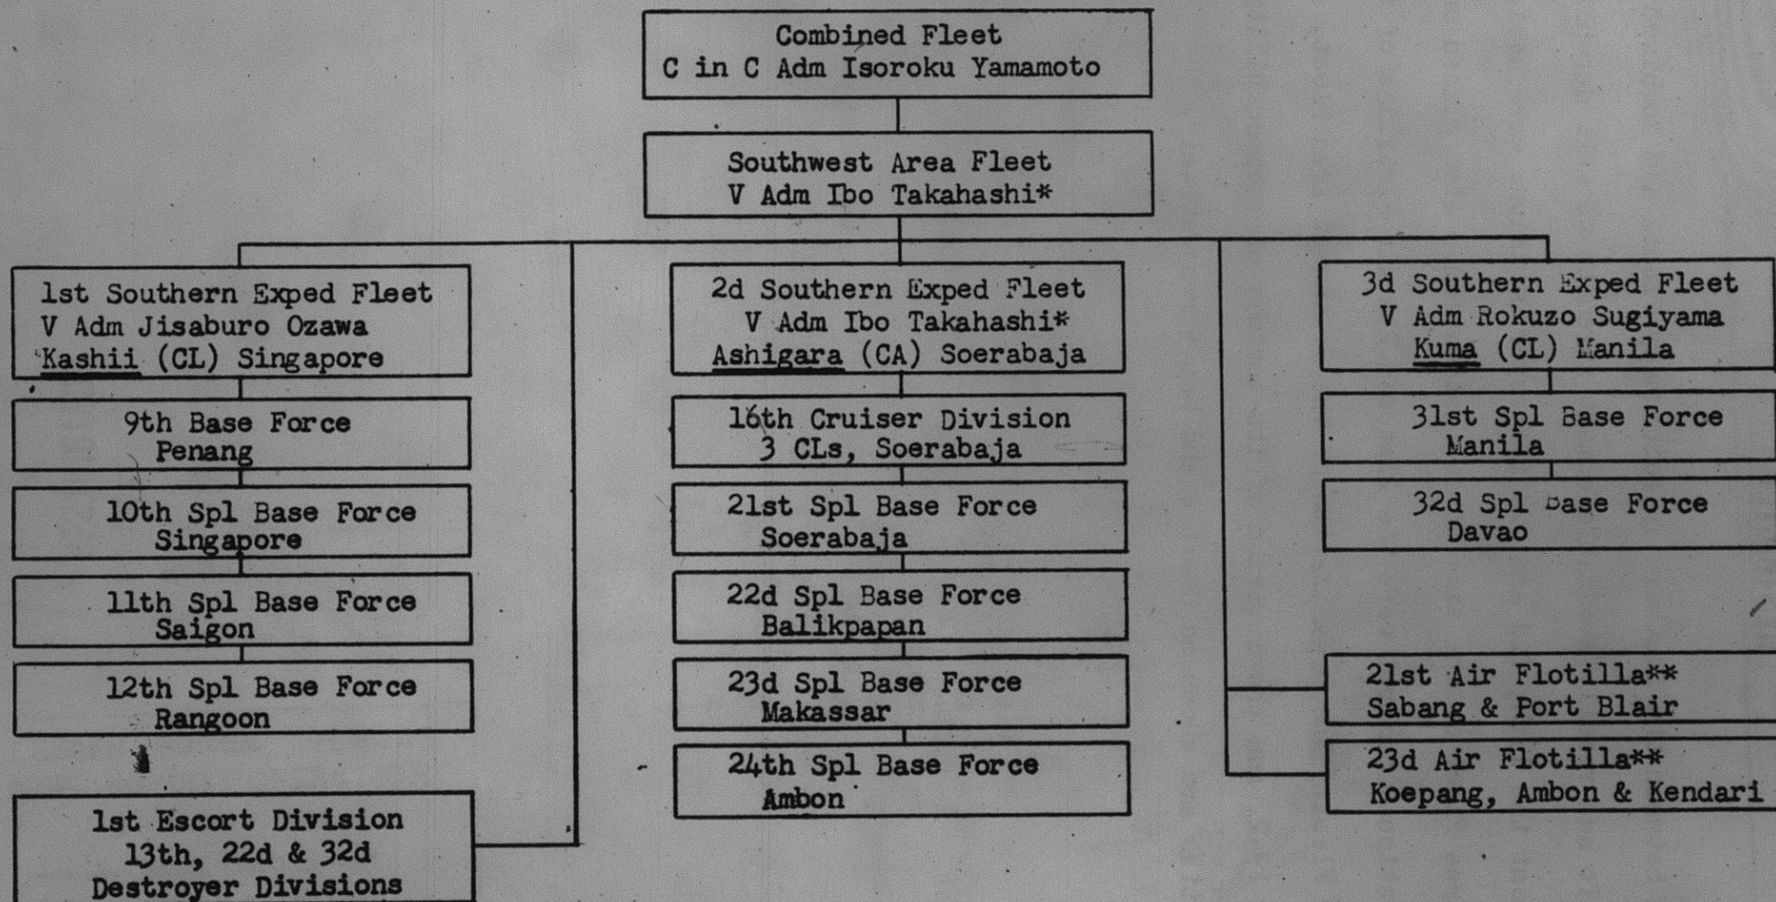 Combined Fleet
C in C Adm Isoroku Yamamoto
Southwest Area Fleet
V Adm Ibo Takahashi*
1st Southern Exped Fleet
V Adm Jisaburo Ozawa
Kashii (CL) Singapore
9th Base Force
Penang
10th Spl Base Force
Singapore
11th Spl Base Force
Saigon
12th Spl Base Force
Rangoon
1st Escort Division
13th, 22d & 32d
Destroyer Divisions
2d Southern Exped Fleet
V Adm Ibo Takahashi*
Ashigara (CA) Soerabaja
16th Cruiser Division
3 CLs, Soerabaja
21st Spl Base Force
Soerabaja
22d Spl Base Force
Balikpapan
23d Spl Base Force
Makassar
24th Spl Base Force
Ambon
3d Southern Exped Fleet
V Adm Rokuzo Sugiyama
Kuma (CL) Manila
31st Spl Base Force
Manila
32d Spl Base Force
Davao
21st Air Flotilla**
Sabang & Port Blair
23d Air Flotilla**
Koepang, Ambon & Kendari